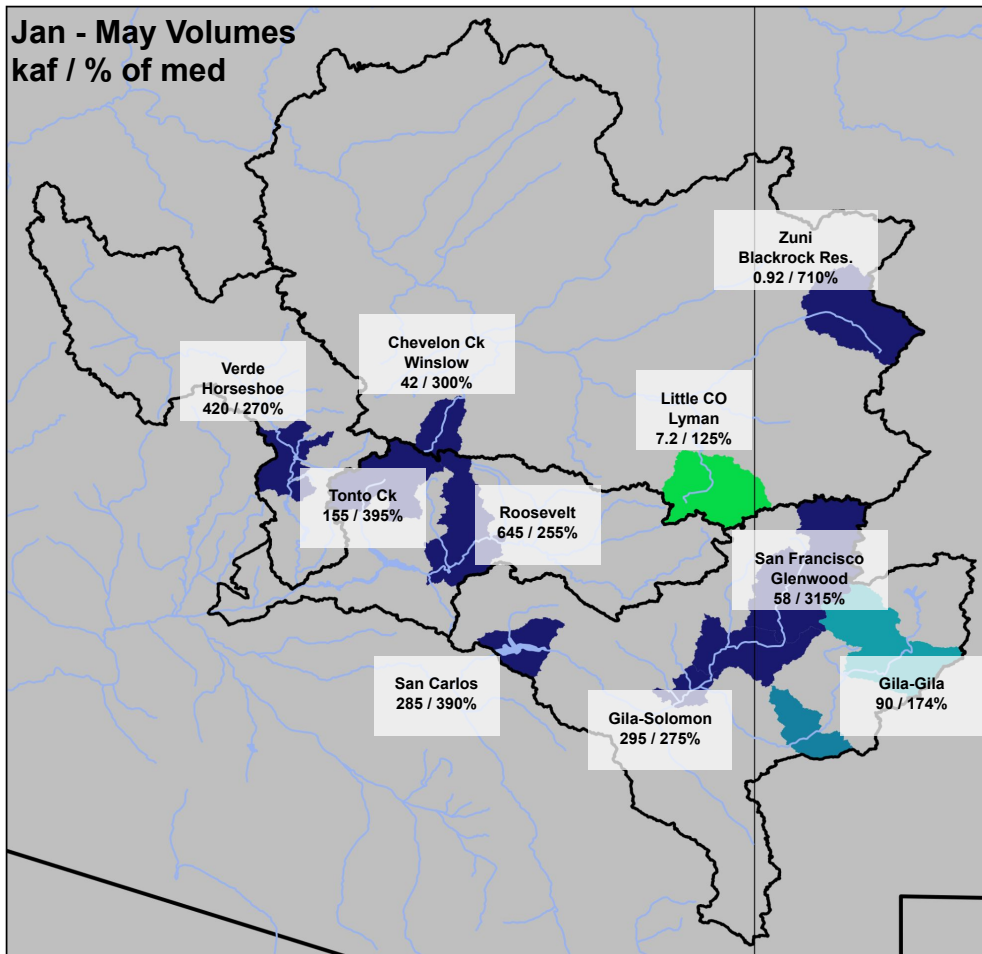 Jan - May Volumes
kaf / % of med
Zuni
Blackrock Res.
0.92 / 710%
Chevelon Ck
Winslow
42 / 300%
Verde
Horseshoe
420 / 270%
Little CO
Lyman
7.2 / 125%
Tonto Ck
155 / 395%
Roosevelt
645 / 255%
San Francisco
Glenwood
58 / 315%
San Carlos
285 / 390%
Gila-Solomon
295 / 275%
Gila-Gila
90 / 174%